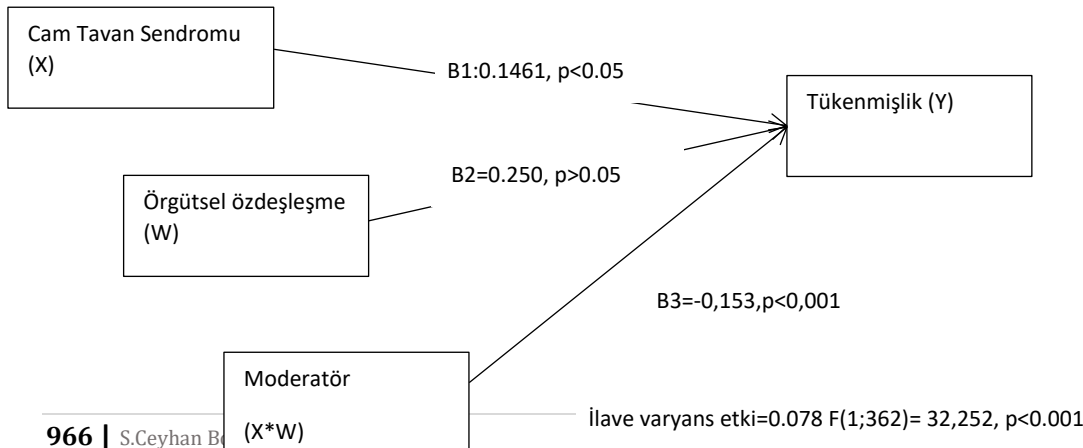 Cam Tavan Sendromu
(X)
B1:0.1461, p<0.05
Tükenmişlik (Y)
B2=0.250, p>0.05
Örgütsel özdeşleşme
(W)
B3=-0,153,p<0,001
Moderatör
(X*W)
İlave varyans etki=0.078 F(1;362)= 32,252, p<0.001
966 | S.Ceyhan